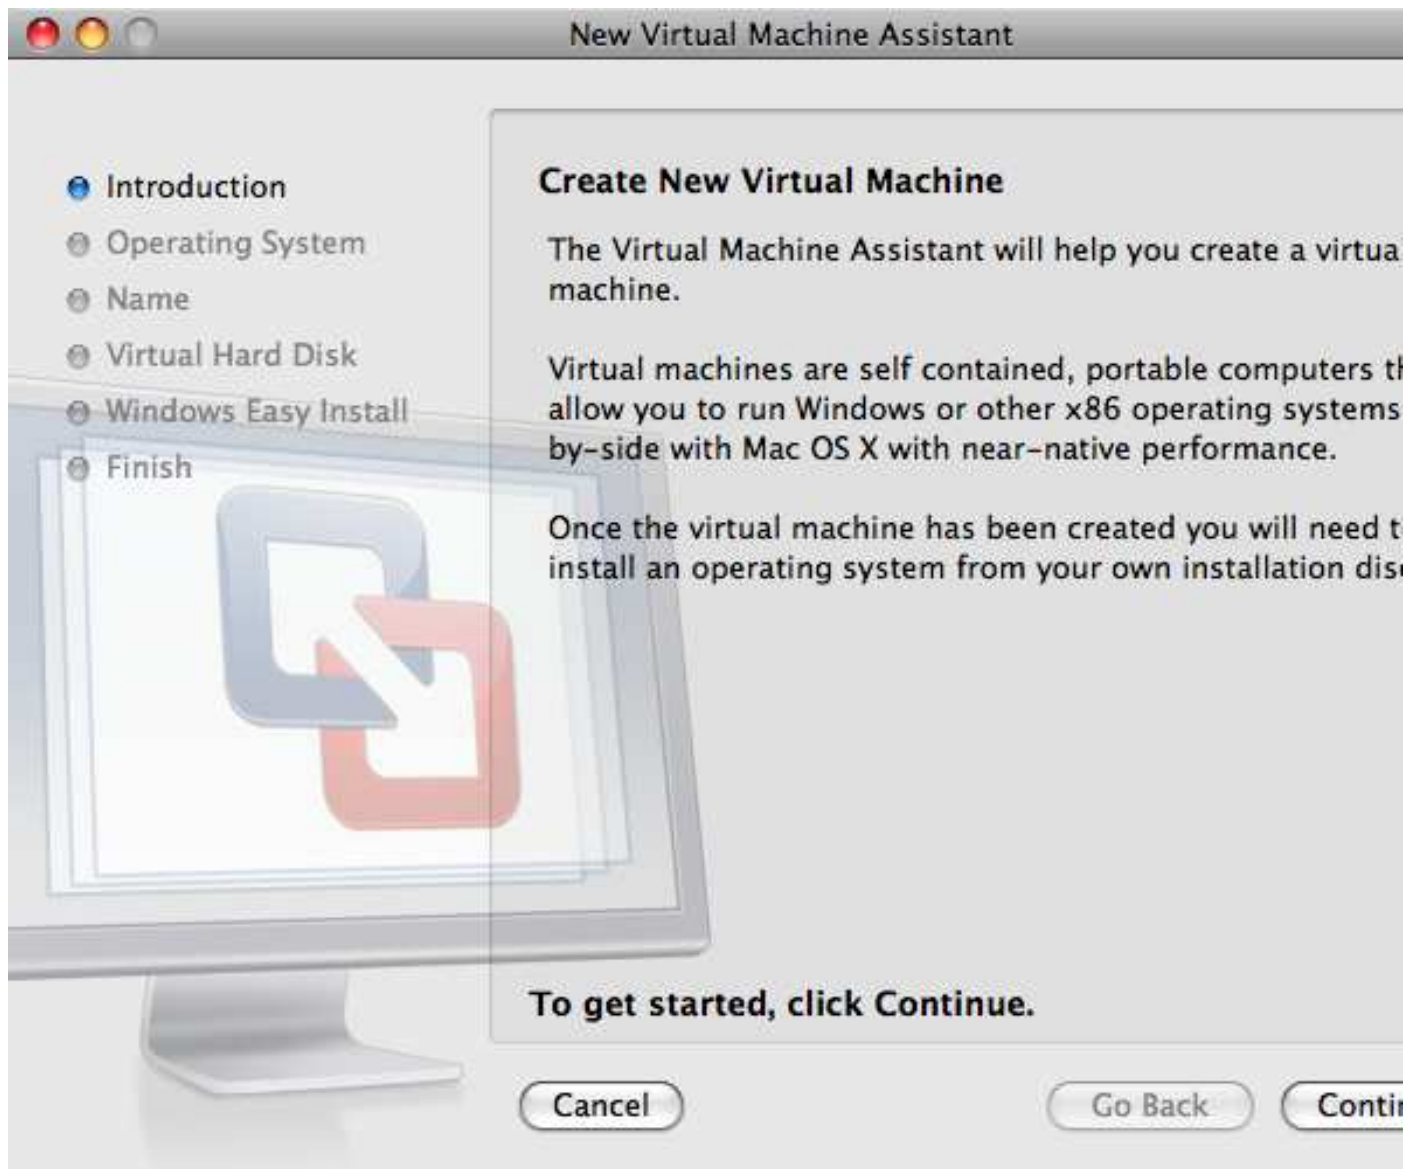 New Virtual Machine Assistant
Introduction
Operating System
Name
Virtual Hard Disk
Windows Easy Install
Finish
Create New Virtual Machine
The Virtual Machine Assistant will help you create a virtua
machine.
Virtual machines are self contained, portable computers th
allow you to run Windows or other x86 operating systems
by-side with Mac OS X with near-native performance.
Once the virtual machine has been created you will need t
install an operating system from your own installation dis
To get started, click Continue.
Cancel
Go Back
Contin